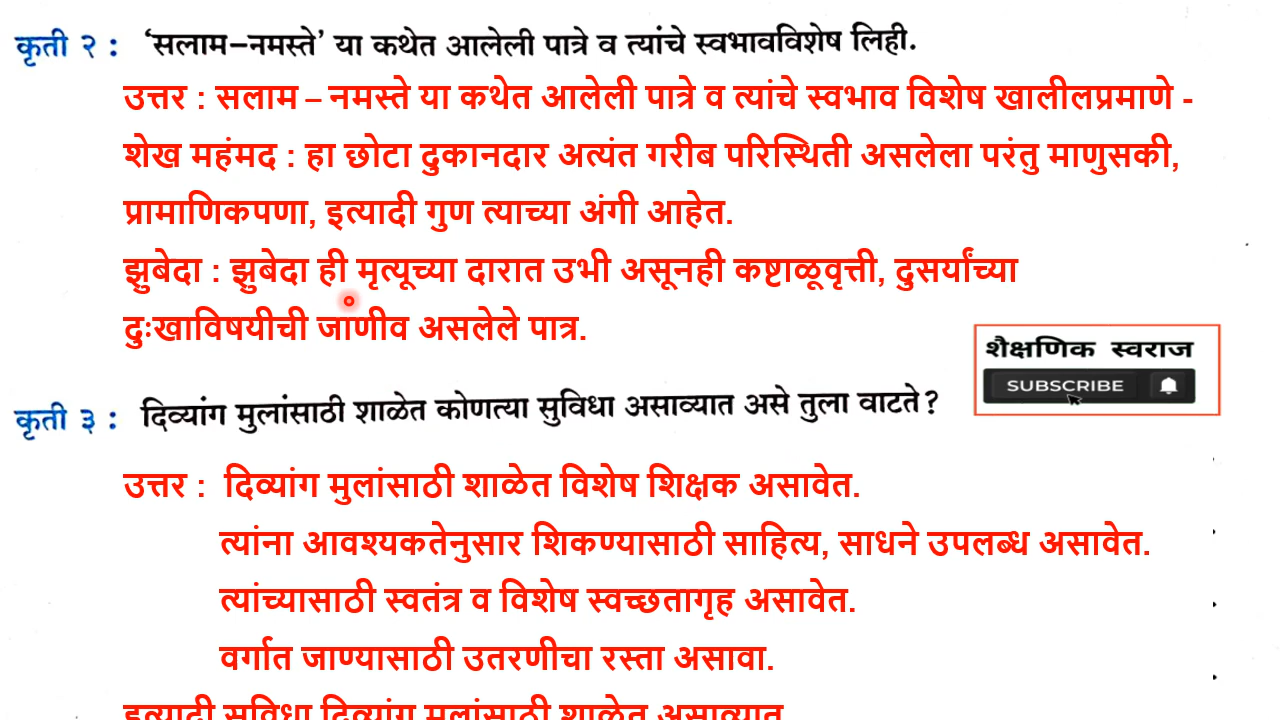 कृती २ : ‘सलाम–नमस्ते’ या कथेत आलेली पात्रे व त्यांचे स्वभावविशेष लिही.
उत्तर : सलाम – नमस्ते या कथेत आलेली पात्रे व त्यांचे स्वभाव विशेष खालीलप्रमाणे -
शेख महंमद : हा छोटा दुकानदार अत्यंत गरीब परिस्थिती असलेला परंतु माणुसकी,
प्रामाणिकपणा, इत्यादी गुण त्याच्या अंगी आहेत.
झुबेदा : झुबेदा ही मृत्यूच्या दारात उभी असूनही कष्टाळूवृत्ती, दुसर्यांच्या
दुःखाविषयीची जाणीव असलेले पात्र.
शैक्षणिक स्वराज
SUBSCRIBE
कृती ३ : दिव्यांग मुलांसाठी शाळेत कोणत्या सुविधा असाव्यात असे तुला वाटते?
उत्तर : दिव्यांग मुलांसाठी शाळेत विशेष शिक्षक असावेत.
त्यांना आवश्यकतेनुसार शिकण्यासाठी साहित्य, साधने उपलब्ध असावेत.
त्यांच्यासाठी स्वतंत्र व विशेष स्वच्छतागृह असावेत.
वर्गात जाण्यासाठी उतरणीचा रस्ता असावा.
इत्यादी सुविधा दिव्यांग मुलांसाठी शाळेत असाव्यात